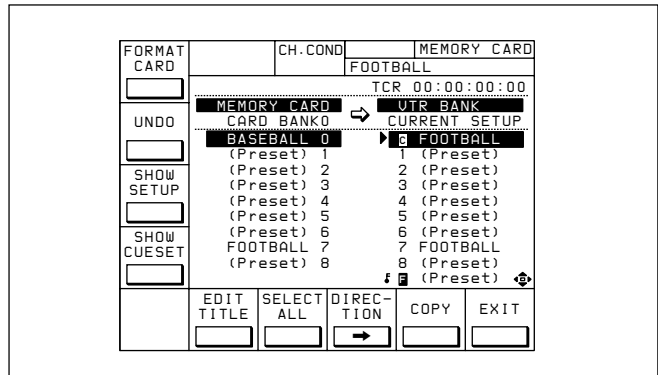 FORMAT CARD
CH·COND
MEMORY CARD
FOOTBALL
TCR 00:00:00:00
UNDO
MEMORY CARD ⇨ VTR BANK
CARD BANK0 CURRENT SETUP
BASEBALL 0 ▶ C FOOTBALL
(Preset) 1 1 (Preset)
(Preset) 2 2 (Preset)
SHOW SETUP
(Preset) 3 3 (Preset)
(Preset) 4 4 (Preset)
(Preset) 5 5 (Preset)
SHOW CUESET
(Preset) 6 6 (Preset)
FOOTBALL 7 7 FOOTBALL
(Preset) 8 8 (Preset)
F (Preset)
EDIT TITLE
SELECT ALL
DIREC-
TION
➡
COPY
EXIT